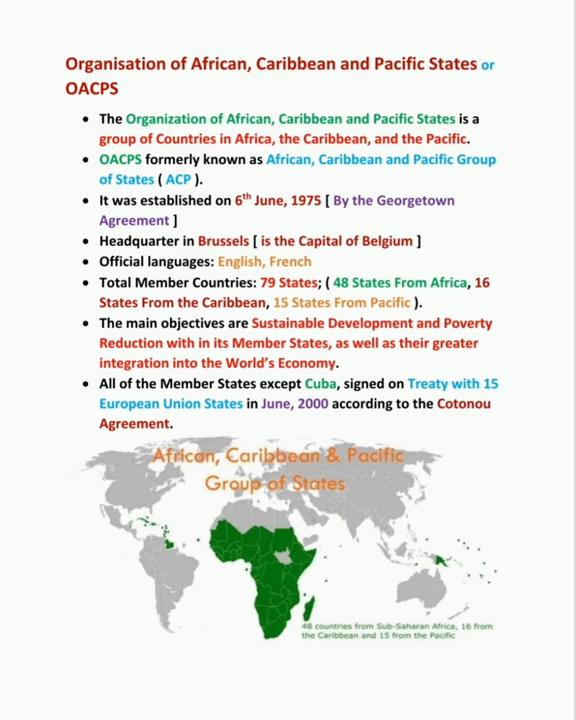 Organisation of African, Caribbean and Pacific States or
OACPS
• The Organization of African, Caribbean and Pacific States is a
group of Countries in Africa, the Caribbean, and the Pacific.
• OACPS formerly known as African, Caribbean and Pacific Group
of States ( ACP ).
• It was established on 6th June, 1975 [ By the Georgetown
Agreement ]
• Headquarter in Brussels [ is the Capital of Belgium ]
• Official languages: English, French
• Total Member Countries: 79 States; ( 48 States From Africa, 16
States From the Caribbean, 15 States From Pacific ).
• The main objectives are Sustainable Development and Poverty
Reduction with in its Member States, as well as their greater
integration into the World’s Economy.
• All of the Member States except Cuba, signed on Treaty with 15
European Union States in June, 2000 according to the Cotonou
Agreement.
African, Caribbean & Pacific
Group of States
48 countries from Sub-Saharan Africa, 16 from
the Caribbean and 15 from the Pacific